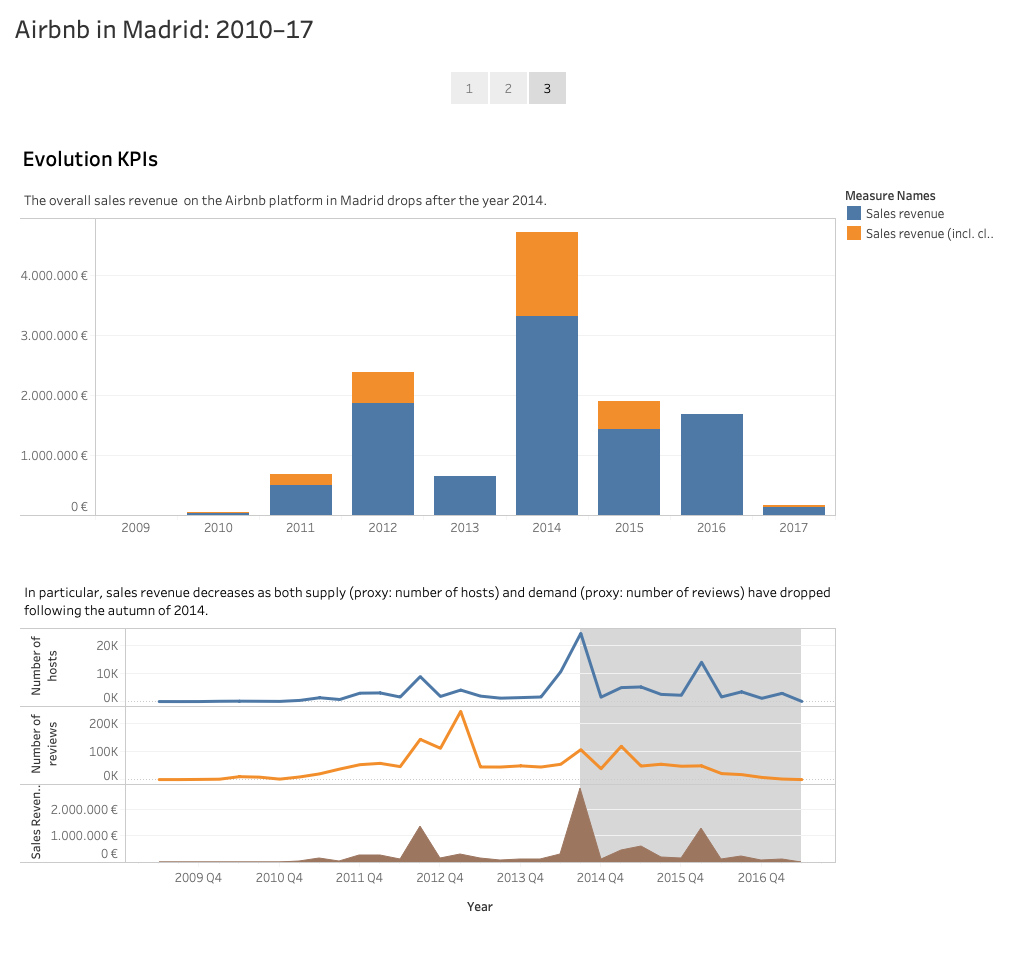 Airbnb in Madrid: 2010–17
1 2 3
Evolution KPIs
The overall sales revenue on the Airbnb platform in Madrid drops after the year 2014.
Measure Names
Sales revenue
Sales revenue (incl. cl..
4.000.000 €
3.000.000 €
2.000.000 €
1.000.000 €
0 €
2009 2010 2011 2012 2013 2014 2015 2016 2017
In particular, sales revenue decreases as both supply (proxy: number of hosts) and demand (proxy: number of reviews) have dropped
following the autumn of 2014.
Number of
hosts
20K
10K
0K
Number of
reviews
200K
100K
0K
Sales Reven..
2.000.000 €
1.000.000 €
0 €
2009 Q4 2010 Q4 2011 Q4 2012 Q4 2013 Q4 2014 Q4 2015 Q4 2016 Q4
Year